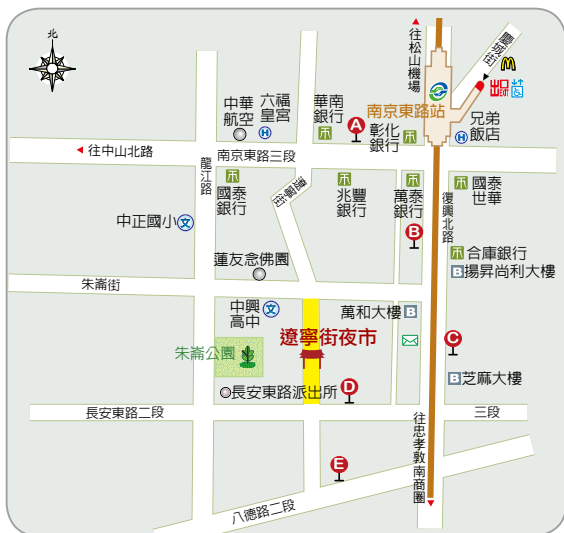 北
往松山機場
慶城街
出口
中華
航空
六福
皇宮
H
華南
銀行
A
彰化
銀行
南京東路站
H
兄弟
飯店
往中山北路
南京東路三段
龍江路
國泰
銀行
遼寧街
兆豐
銀行
萬泰
銀行
復興北路
國泰
世華
中正國小
文
B
合庫銀行
B
揚昇尚利大樓
蓮友念佛園
朱崙街
中興
高中
文
萬和大樓
B
遼寧街夜市
朱崙公園
C
長安東路派出所
D
B
芝麻大樓
長安東路二段
三段
往忠孝敦南商圈
E
八德路二段